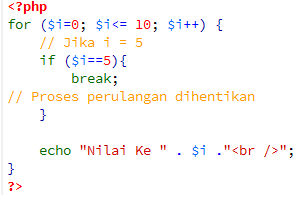 <?php
for ($i=0; $i<= 10; $i++) {
    // Jika i = 5
    if ($i==5){
        break;
// Proses perulangan dihentikan
    }

    echo "Nilai Ke " . $i ."<br />";
}
?>